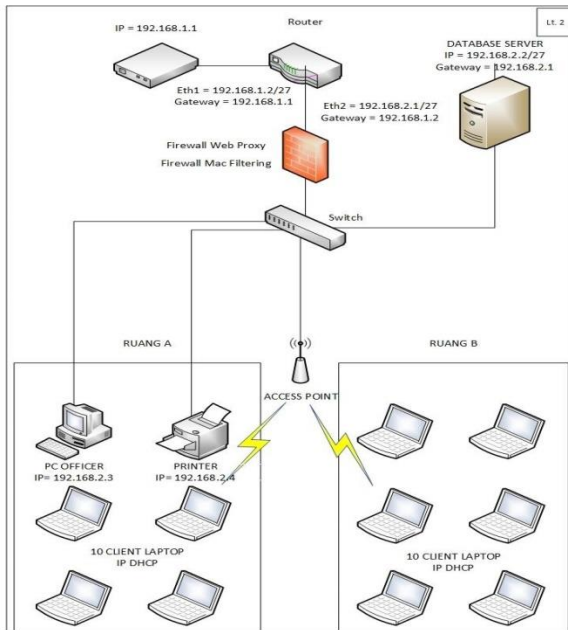 Lt. 2
IP = 192.168.1.1
Router
DATABASE SERVER
IP = 192.168.2.2/27
Gateway = 192.168.2.1
Eth1 = 192.168.1.2/27
Gateway = 192.168.1.1
Eth2 = 192.168.2.1/27
Gateway = 192.168.1.2
Firewall Web Proxy
Firewall Mac Filtering
Switch
RUANG A
RUANG B
ACCESS POINT
PC OFFICER
IP= 192.168.2.3
PRINTER
IP= 192.168.2.4
10 CLIENT LAPTOP
IP DHCP
10 CLIENT LAPTOP
IP DHCP